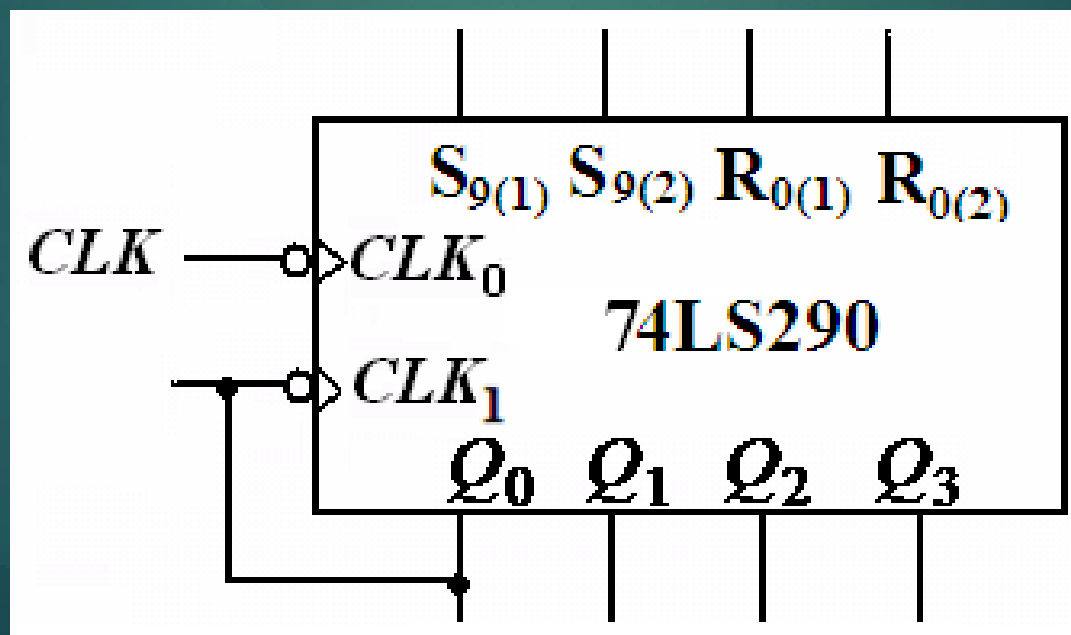 S9(1) S9(2) R0(1) R0(2)
CLK CLK0
74LS290
CLK1
Q0 Q1 Q2 Q3